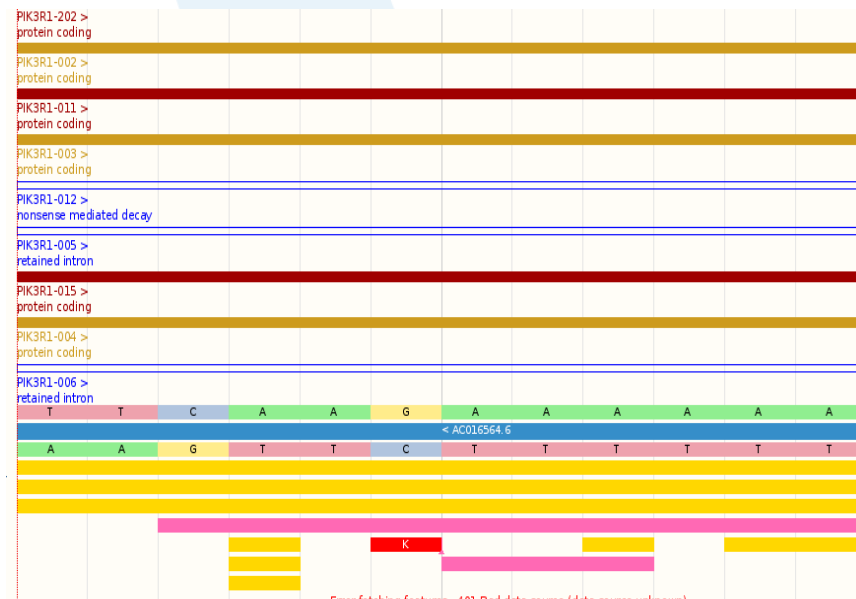 PIK3R1-202 >
protein coding
PIK3R1-002 >
protein coding
PIK3R1-011 >
protein coding
PIK3R1-003 >
protein coding
PIK3R1-012 >
nonsense mediated decay
PIK3R1-005 >
retained intron
PIK3R1-015 >
protein coding
PIK3R1-004 >
protein coding
PIK3R1-006 >
retained intron
T T C A A G A A A A A A
< AC016564.6
A A G T T C T T T T T T
K